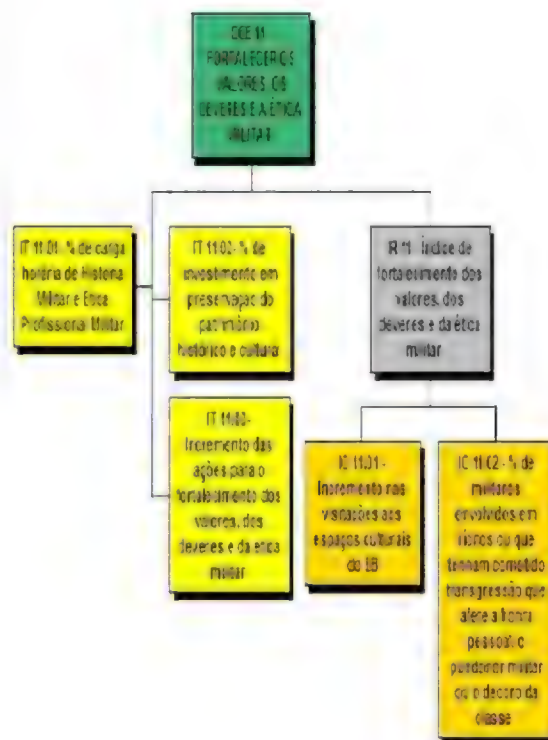 OEE 11
FORTALECER OS
VALORES, OS
DEVERES E A ÉTICA
MILITAR
IT 11.01 - % de carga
horária de História
Militar e Ética
Profissional Militar
IT 11.02 - % de
investimento em
preservação do
patrimônio
histórico e cultural
IR 11 - Índice de
fortalecimento dos
valores, dos
deveres e da ética
militar
IT 11.03 -
Incremento das
ações para o
fortalecimento dos
valores, dos
deveres e da ética
militar
IC 11.01 -
Incremento nas
visitações aos
espaços culturais
do EB
IC 11.02 - % de
militares
envolvidos em
ou que
tenham cometido
transgressão que
afete a honra
pessoal, o
pundonor militar
ou o decoro da
classe